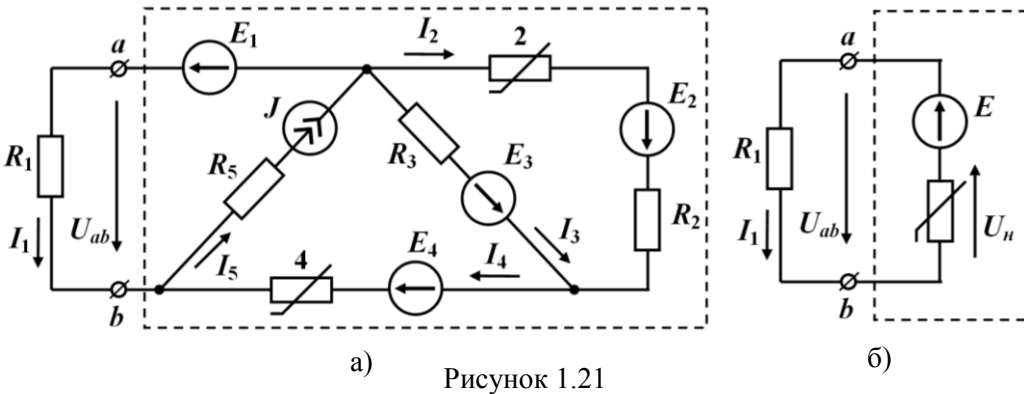 a
E₁
I₂
2
J
E₂
R₁
R₅
R₃
E₃
R₂
I₁
U_ab
I₅
4
E₄
I₄
I₃
b
a
E
R₁
I₁
U_ab
U_н
b
а)
б)
Рисунок 1.21